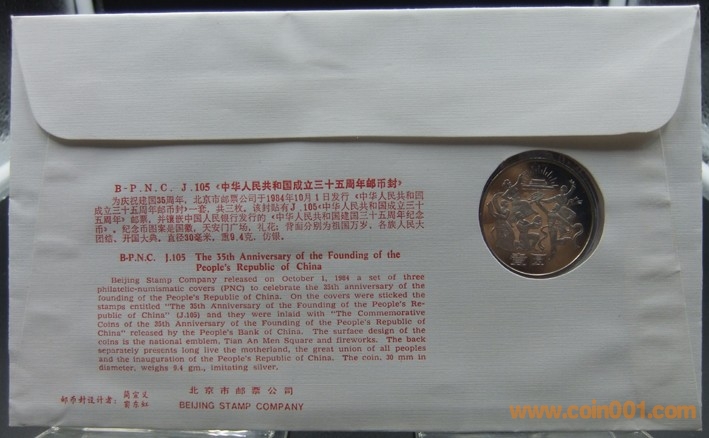 B-P.N.C. J.105《中华人民共和国成立三十五周年邮币封》
为庆祝建国35周年,北京市邮票公司于1984年10月1日发行《中华人民共和国
成立三十五周年邮币封》一套,共三枚,该封贴有J.105《中华人民共和国成立三
十五周年》邮票,并镶嵌中国人民银行发行的《中华人民共和国建国三十五周年纪念
币》。纪念币图案是国徽,天安门广场,礼花;背面分别为祖国万岁、各族人民大
团结、开国大典,直径30毫米,重9.4克,仿银。
B-P.N.C. J.105 The 35th Anniversary of the Founding of the
People's Republic of China
Beijing Stamp Company released on October 1, 1984 a set of three
philatelic-numismatic covers (PNC) to celebrate the 35th anniversary of the
founding of the People's Republic of China. On the covers were sticked the
stamps entitled "The 35th Anniversary of the Founding of the People's Re-
public of China" (J.105) and they were inlaid with "The Commemorative
Coins of the 35th Anniversary of the Founding of the People's Republic of
China" released by the People's Bank of China. The surface design of the
coins is the national emblem, Tian An Men Square and fireworks. The back
separately presents long live the motherland, the great union of all peoples
and the inauguration of the People's Republic of China. The coin, 30 mm in
diameter, weighs 9.4 gm., imitating silver.
邮币封设计者:
北京市邮票公司
BEIJING STAMP COMPANY
壹圆
www.coin001.com